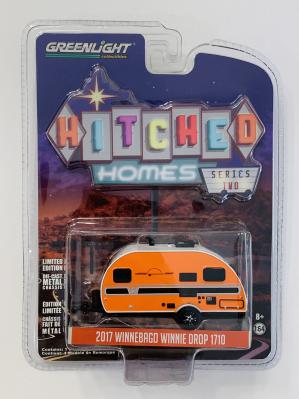 GREENLIGHT
collectibles
HITCHED
HOMES
SERIES
TWO
LIMITED
EDITION
DIE-CAST
METAL
CHASSIS
ÉDITION
LIMITÉE
CHÂSSIS
FAIT DE
MÉTAL
8+
1:64
2017 WINNEBAGO WINNIE DROP 1710